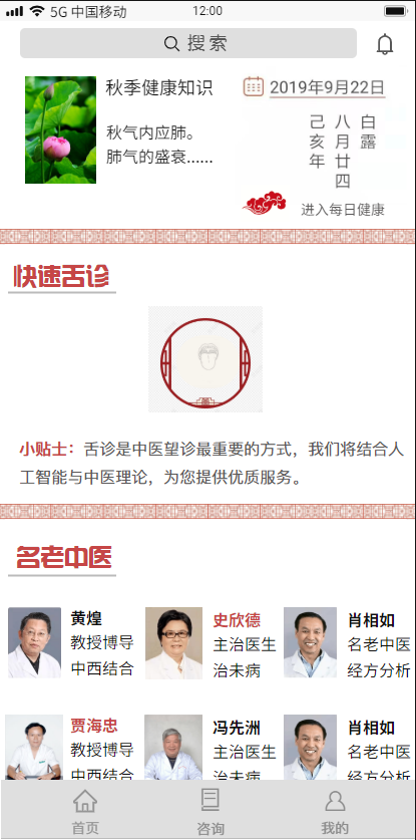 5G 中国移动
12:00
搜索
秋季健康知识
秋气内应肺。
肺气的盛衰......
2019年9月22日
白露
八月廿四
己亥年
进入每日健康
快速舌诊
小贴士：舌诊是中医望诊最重要的方式，我们将结合人
工智能与中医理论，为您提供优质服务。
名老中医
黄煌
教授博导
中西结合
史欣德
主治医生
治未病
肖相如
名老中医
经方分析
贾海忠
教授博导
中西结合
冯先洲
主治医生
治未病
肖相如
名老中医
经方分析
首页
咨询
我的